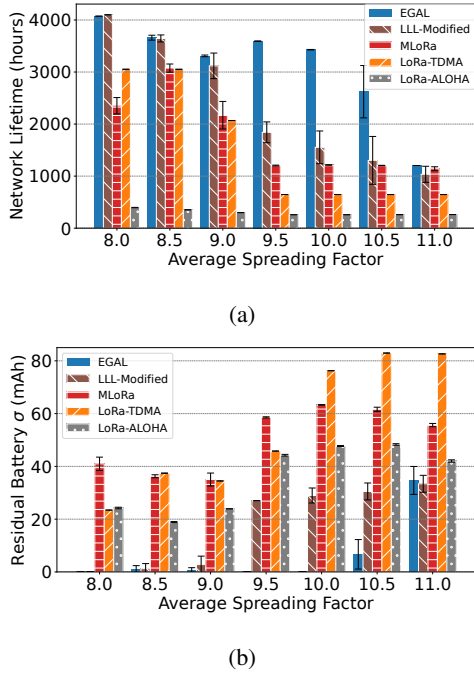 EGAL
LLL-Modified
MLoRa
LoRa-TDMA
LoRa-ALOHA
Network Lifetime (hours)
4000
3000
2000
1000
0
8.0 8.5 9.0 9.5 10.0 10.5 11.0
Average Spreading Factor
(a)
EGAL
LLL-Modified
MLoRa
LoRa-TDMA
LoRa-ALOHA
Residual Battery σ (mAh)
80
60
40
20
0
8.0 8.5 9.0 9.5 10.0 10.5 11.0
Average Spreading Factor
(b)